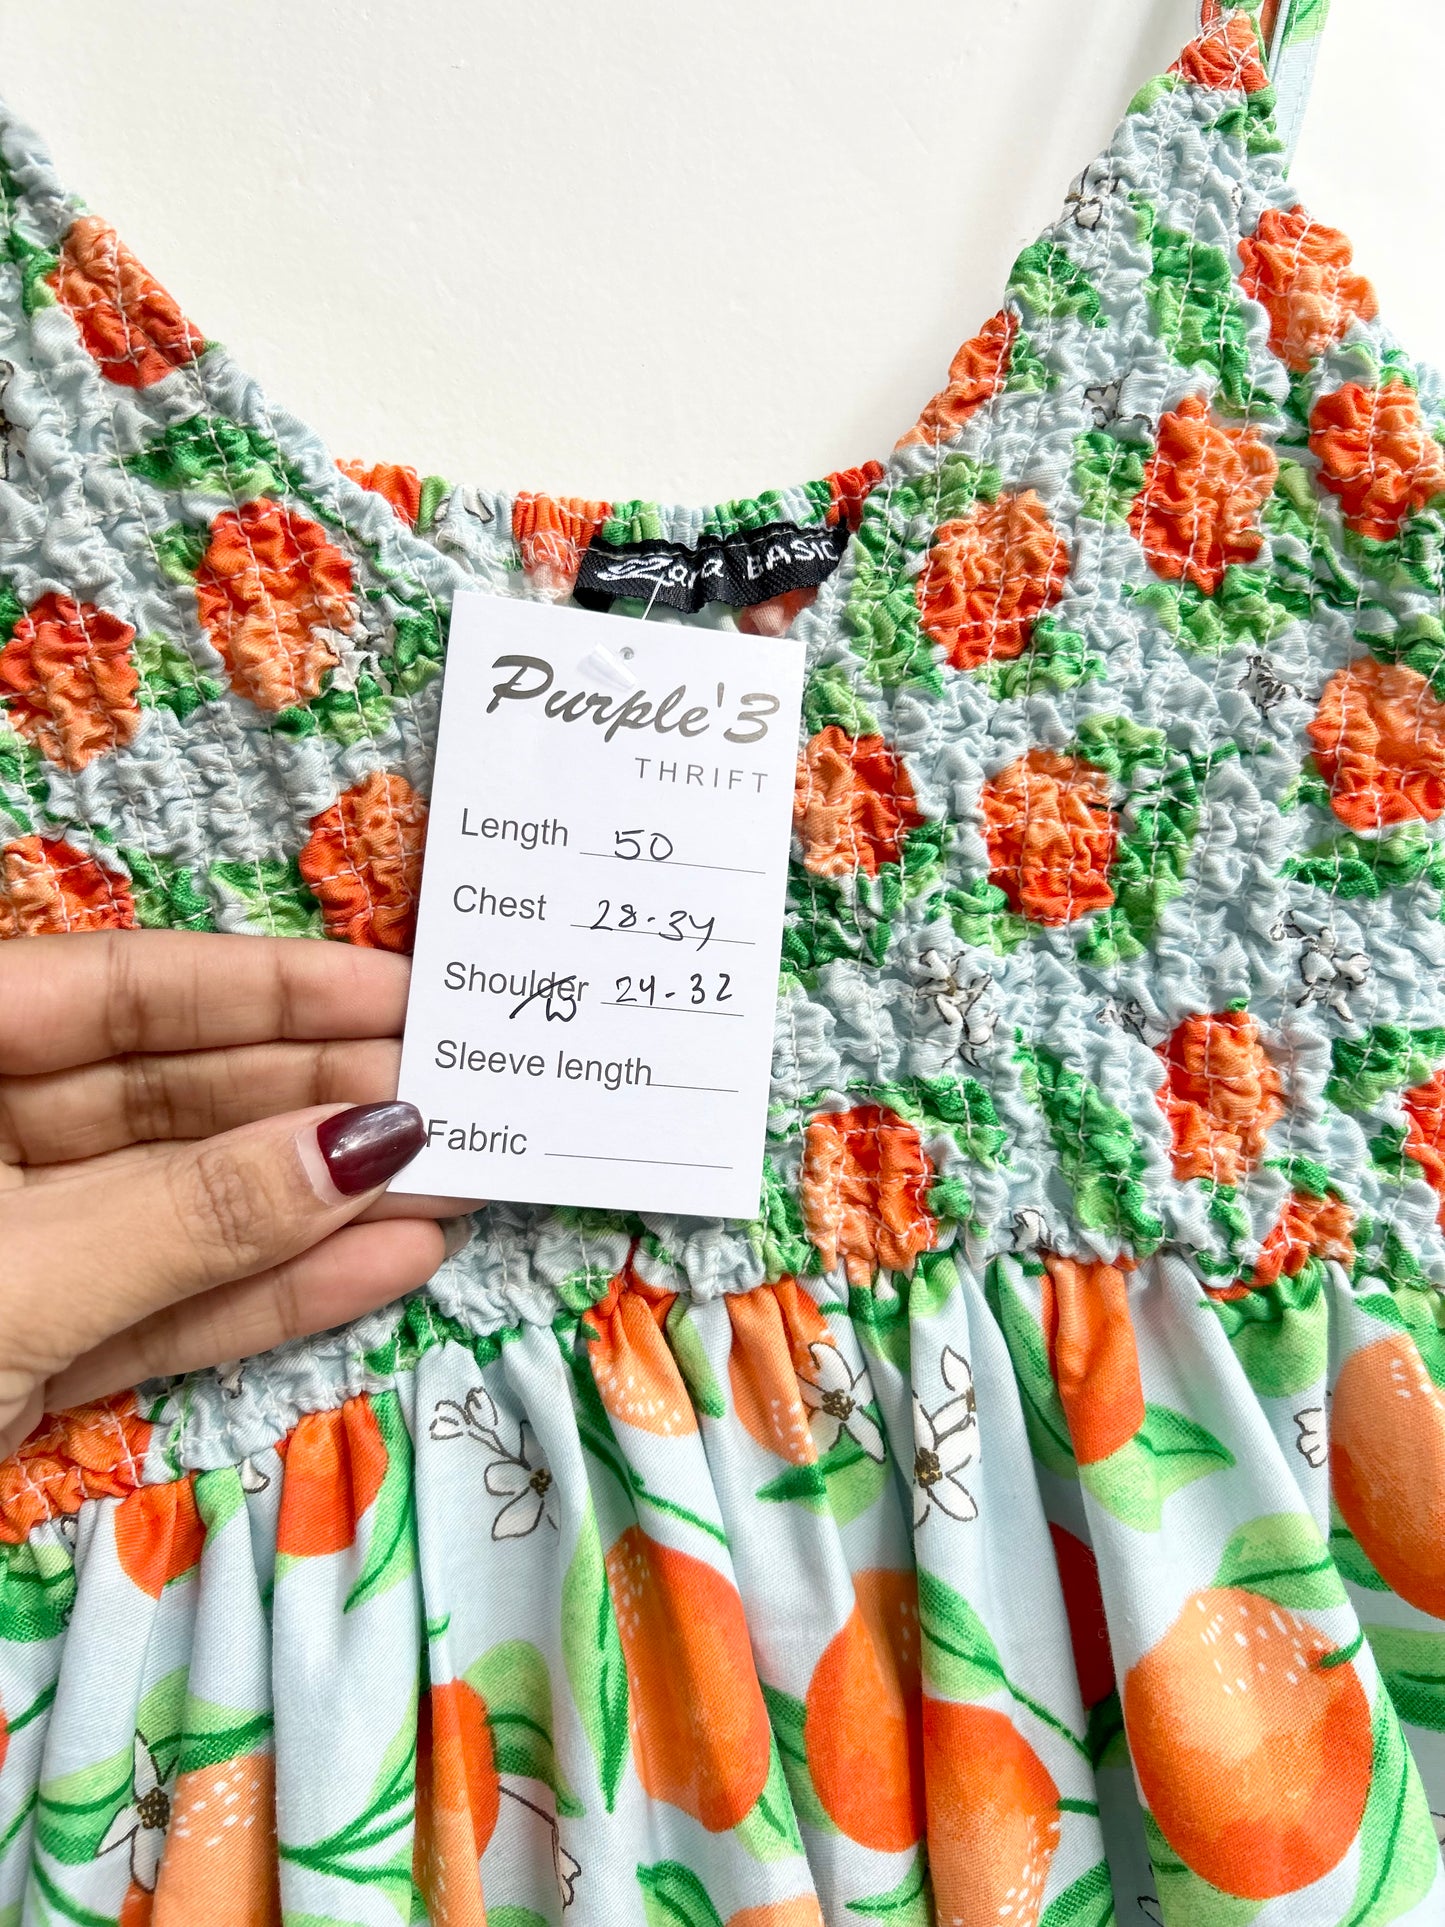 Zara BASIC
Purple'3
THRIFT
Length 50
Chest 28-34
Shoulder 24-32
W
Sleeve length
Fabric